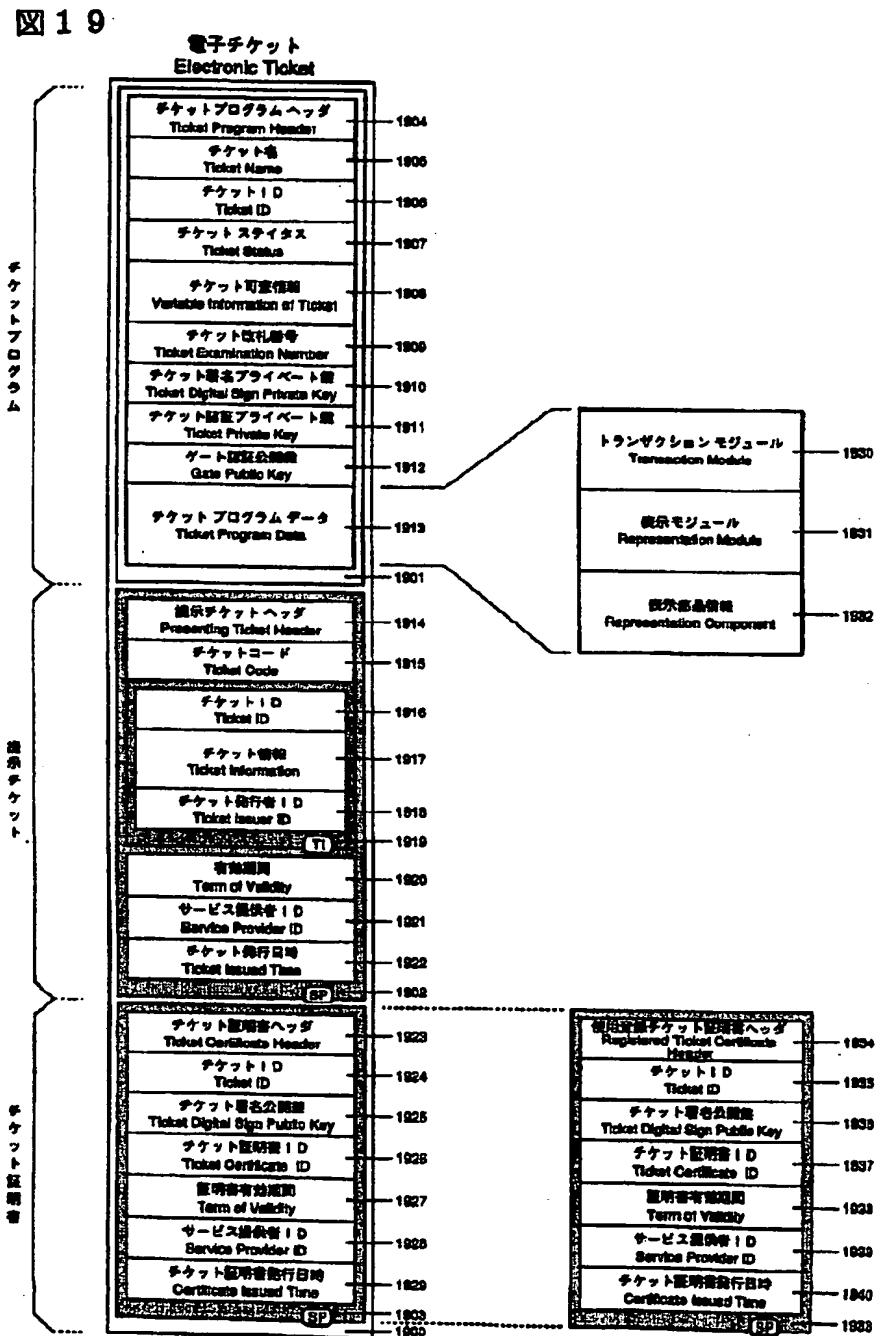 図19
電子チケット
Electronic Ticket
チケットプログラム
チケットプログラム ヘッダ
Ticket Program Header
1904
チケット名
Ticket Name
1905
チケットID
Ticket ID
1906
チケット ステイタス
Ticket Status
1907
チケット可変情報
Variable Information of Ticket
1908
チケット改札番号
Ticket Examination Number
1909
チケット署名プライベート鍵
Ticket Digital Sign Private Key
1910
チケット認証プライベート鍵
Ticket Private Key
1911
ゲート認証公開鍵
Gate Public Key
1912
チケット プログラム データ
Ticket Program Data
1913
1901
トランザクション モジュール
Transaction Module
1930
表示モジュール
Representation Module
1931
表示部品情報
Representation Component
1932
提示チケット
提示チケット ヘッダ
Presenting Ticket Header
1914
チケットコード
Ticket Code
1915
チケットID
Ticket ID
1916
チケット情報
Ticket Information
1917
チケット発行者ID
Ticket Issuer ID
1918
TI
1919
有効期間
Term of Validity
1920
サービス提供者ID
Service Provider ID
1921
チケット発行日時
Ticket Issued Time
1922
SP
1902
チケット証明書
チケット証明書ヘッダ
Ticket Certificate Header
1923
チケットID
Ticket ID
1924
チケット署名公開鍵
Ticket Digital Sign Public Key
1925
チケット証明書ID
Ticket Certificate ID
1926
証明書有効期間
Term of Validity
1927
サービス提供者ID
Service Provider ID
1928
チケット証明書発行日時
Certificate Issued Time
1929
SP
1903
1900
使用登録チケット証明書ヘッダ
Registered Ticket Certificate
Header
1934
チケットID
Ticket ID
1935
チケット署名公開鍵
Ticket Digital Sign Public Key
1936
チケット証明書ID
Ticket Certificate ID
1937
証明書有効期間
Term of Validity
1938
サービス提供者ID
Service Provider ID
1939
チケット証明書発行日時
Certificate Issued Time
1940
SP
1933